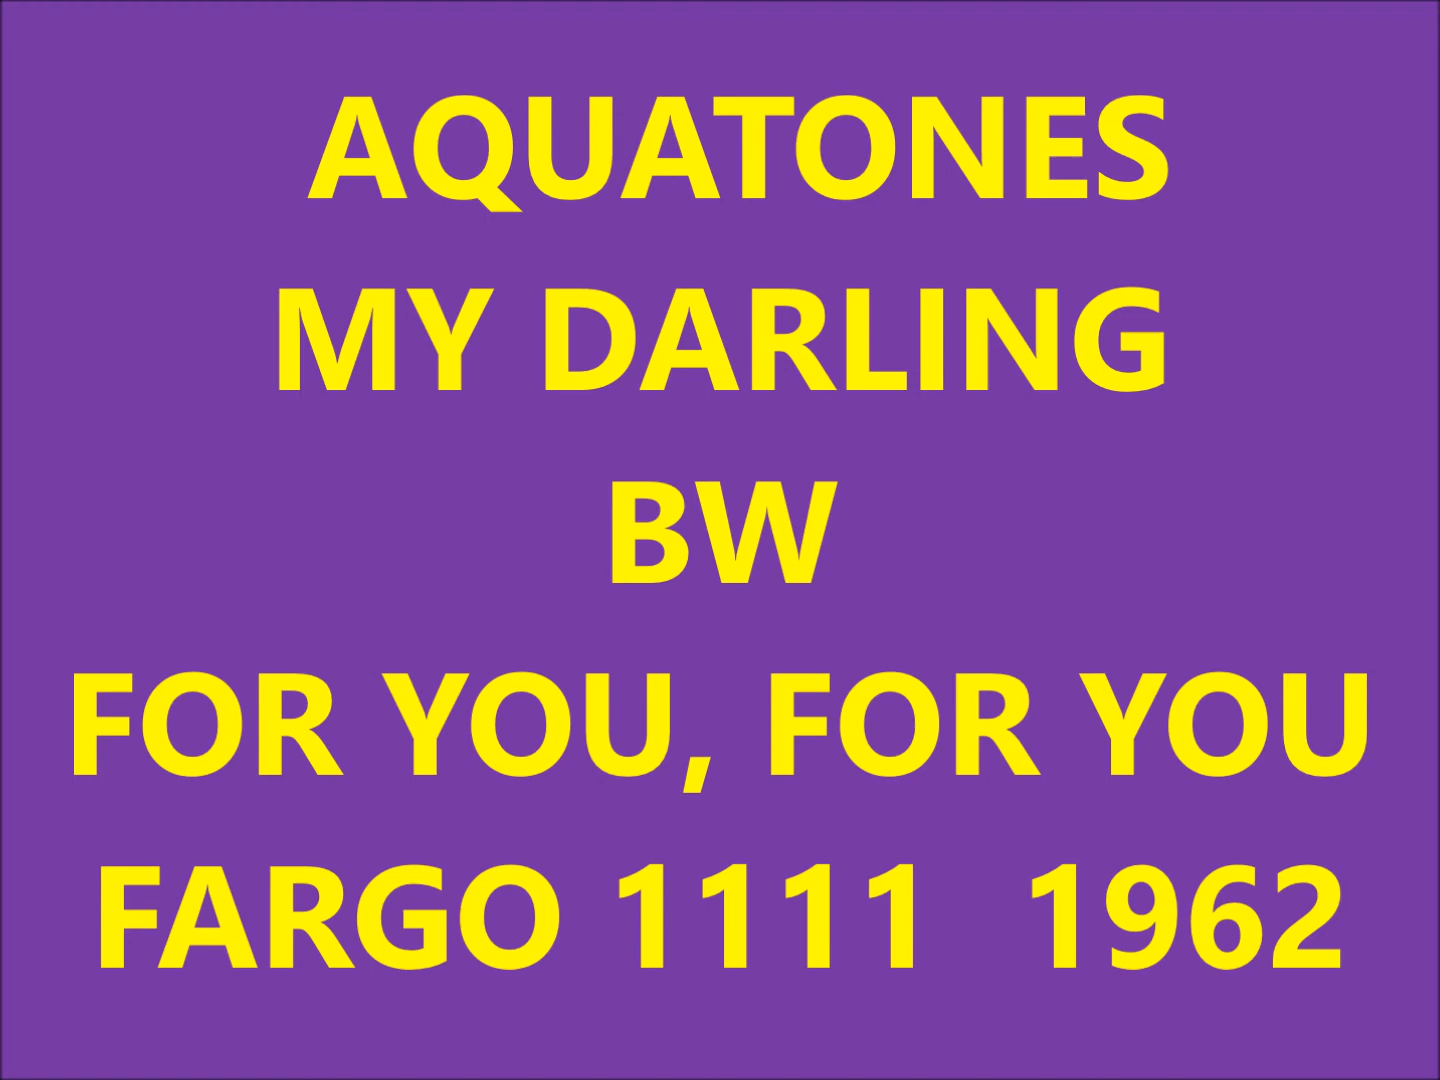 AQUATONES
MY DARLING
BW
FOR YOU, FOR YOU
FARGO 1111  1962